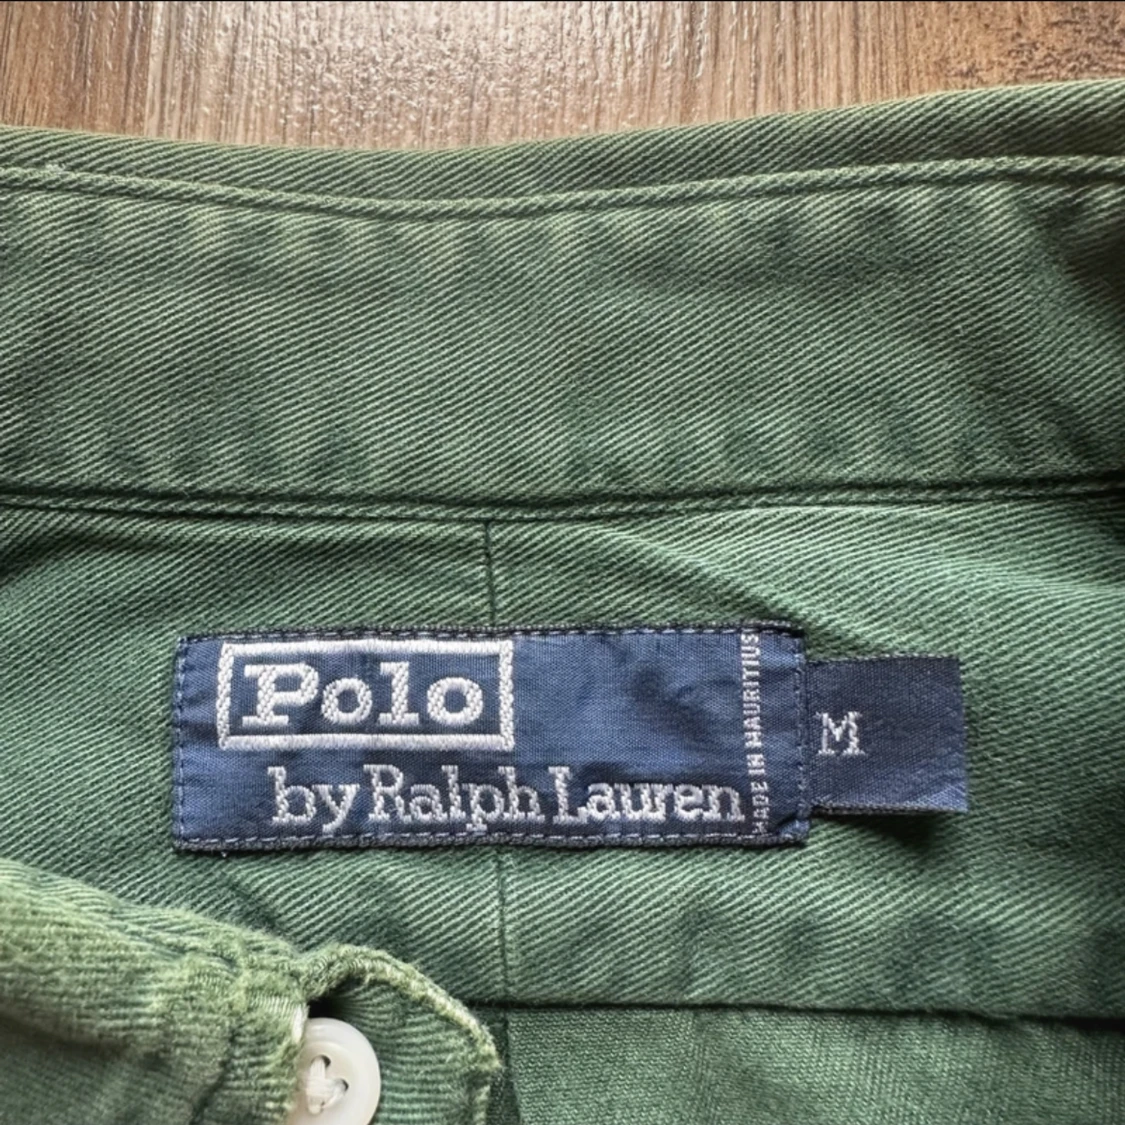 Polo
by Ralph Lauren
MADE IN MAURITIUS
M